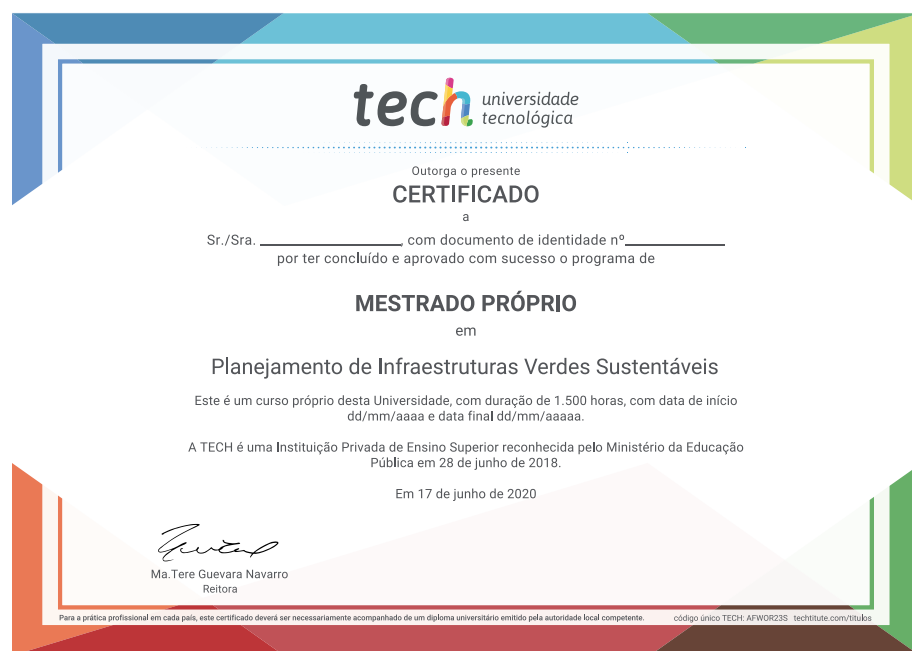 tech universidade
tecnológica
Outorga o presente
CERTIFICADO
a
Sr./Sra. ____________________, com documento de identidade nº______________
por ter concluído e aprovado com sucesso o programa de
MESTRADO PRÓPRIO
em
Planejamento de Infraestruturas Verdes Sustentáveis
Este é um curso próprio desta Universidade, com duração de 1.500 horas, com data de início
dd/mm/aaaa e data final dd/mm/aaaaa.
A TECH é uma Instituição Privada de Ensino Superior reconhecida pelo Ministério da Educação
Pública em 28 de junho de 2018.
Em 17 de junho de 2020
Ma.Tere Guevara Navarro
Reitora
Para a prática profissional em cada país, este certificado deverá ser necessariamente acompanhado de um diploma universitário emitido pela autoridade local competente. código único TECH: AFWOR23S techtitute.com/titulos